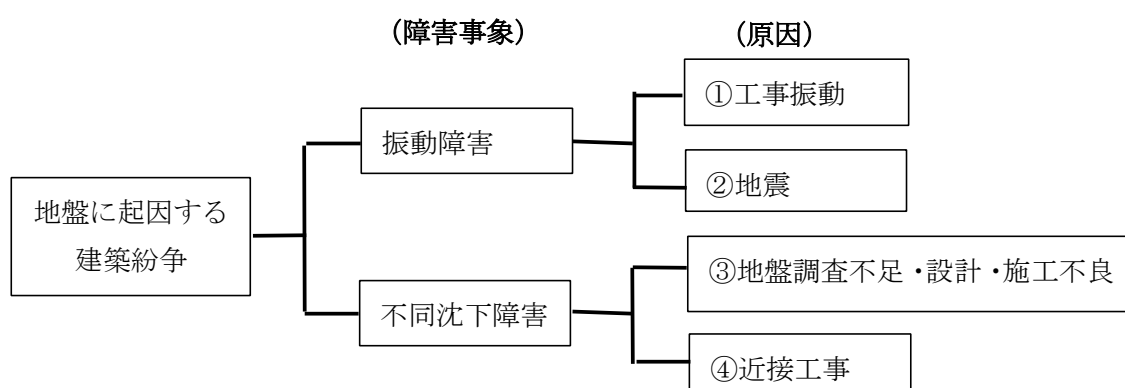 (障害事象)
(原因)
①工事振動
振動障害
②地震
地盤に起因する
建築紛争
③地盤調査不足・設計・施工不良
不同沈下障害
④近接工事